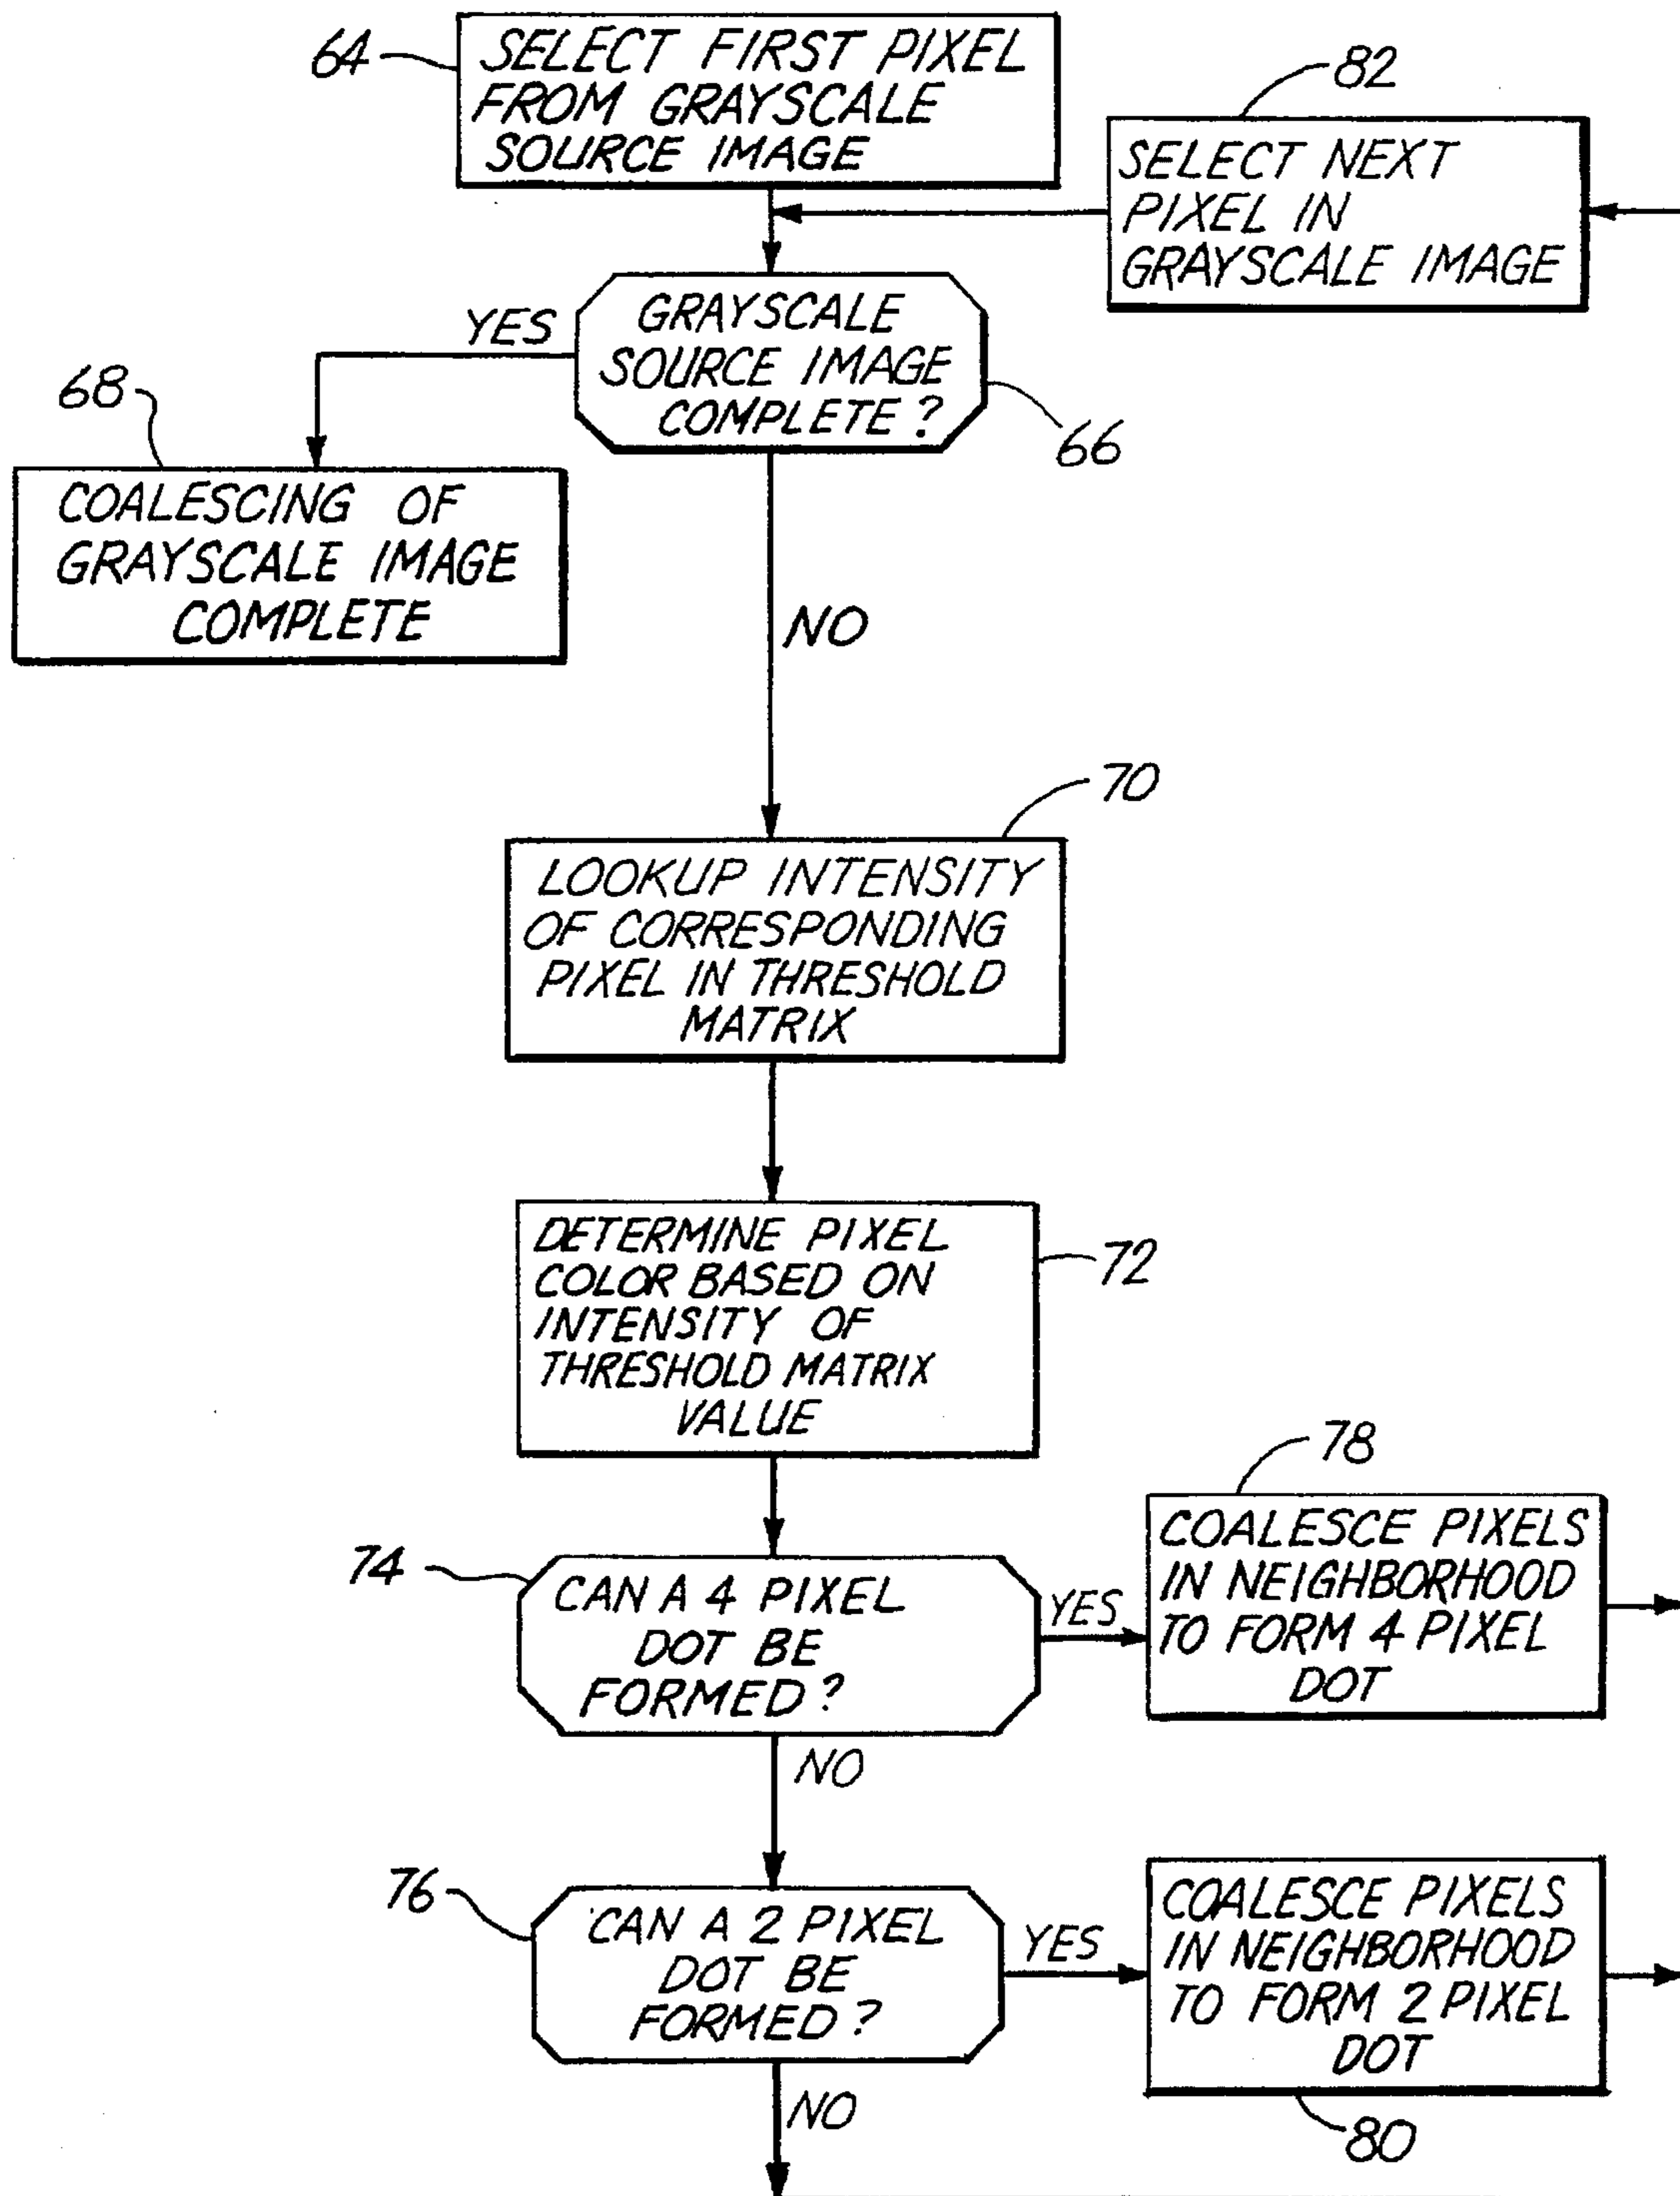 64
SELECT FIRST PIXEL
FROM GRAYSCALE
SOURCE IMAGE
82
SELECT NEXT
PIXEL IN
GRAYSCALE IMAGE
YES
GRAYSCALE
SOURCE IMAGE
COMPLETE?
66
68
COALESCING OF
GRAYSCALE IMAGE
COMPLETE
NO
70
LOOKUP INTENSITY
OF CORRESPONDING
PIXEL IN THRESHOLD
MATRIX
DETERMINE PIXEL
COLOR BASED ON
INTENSITY OF
THRESHOLD MATRIX
VALUE
72
74
CAN A 4 PIXEL
DOT BE
FORMED?
YES
78
COALESCE PIXELS
IN NEIGHBORHOOD
TO FORM 4 PIXEL
DOT
NO
76
CAN A 2 PIXEL
DOT BE
FORMED?
YES
COALESCE PIXELS
IN NEIGHBORHOOD
TO FORM 2 PIXEL
DOT
80
NO